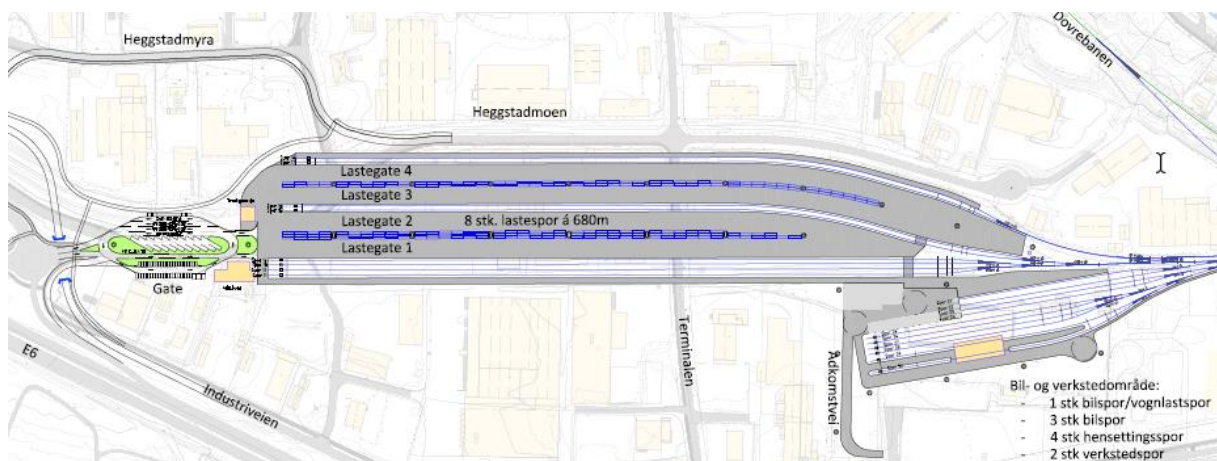 Heggstadmyra
Dovrebanen
Heggstadmoen
Lastegate 4
Lastegate 3
Lastegate 2
8 stk. lastespor á 680m
Lastegate 1
Gate
E6
Industriveien
Terminalen
Adkomstvei
Bil- og verkstedområde:
- 1 stk bilspor/vognlastspor
- 3 stk bilspor
- 4 stk hensettingsspor
- 2 stk verkstedspor